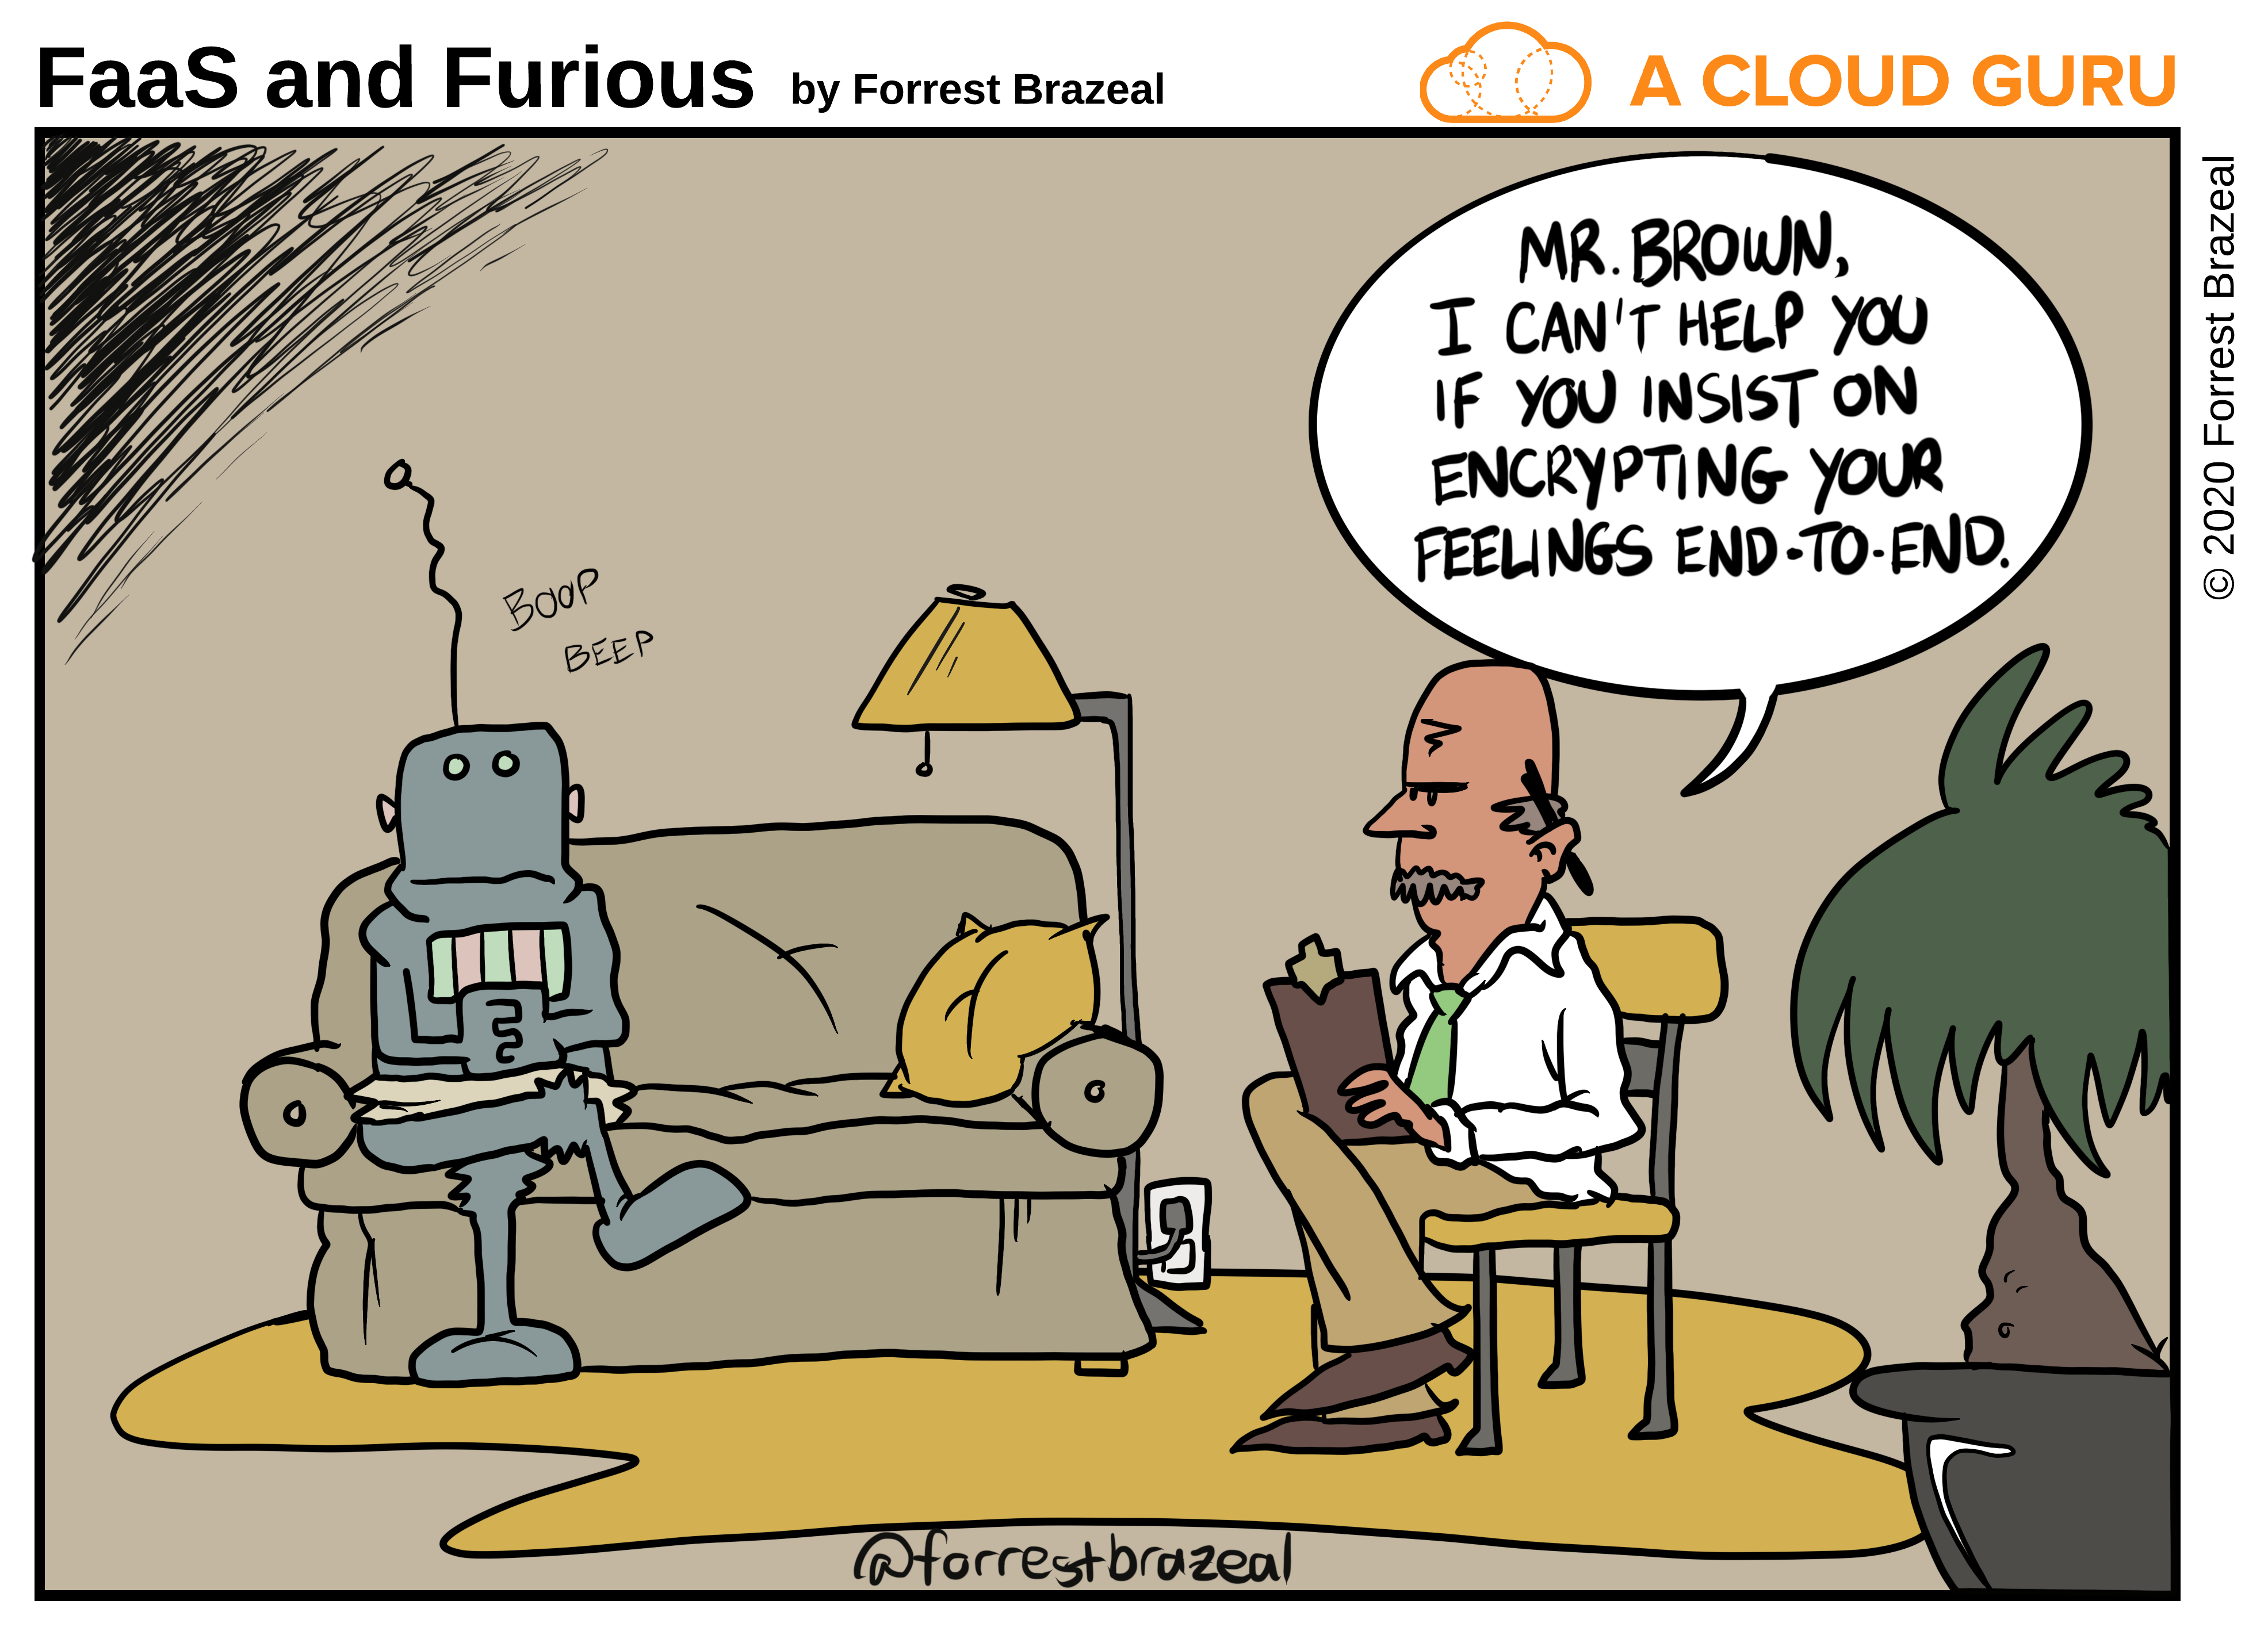 FaaS and Furious by Forrest Brazeal
A CLOUD GURU
© 2020 Forrest Brazeal
MR. BROWN,
I CAN'T HELP YOU
IF YOU INSIST ON
ENCRYPTING YOUR
FEELINGS END-TO-END.
BOOP
BEEP
@forrestbrazeal